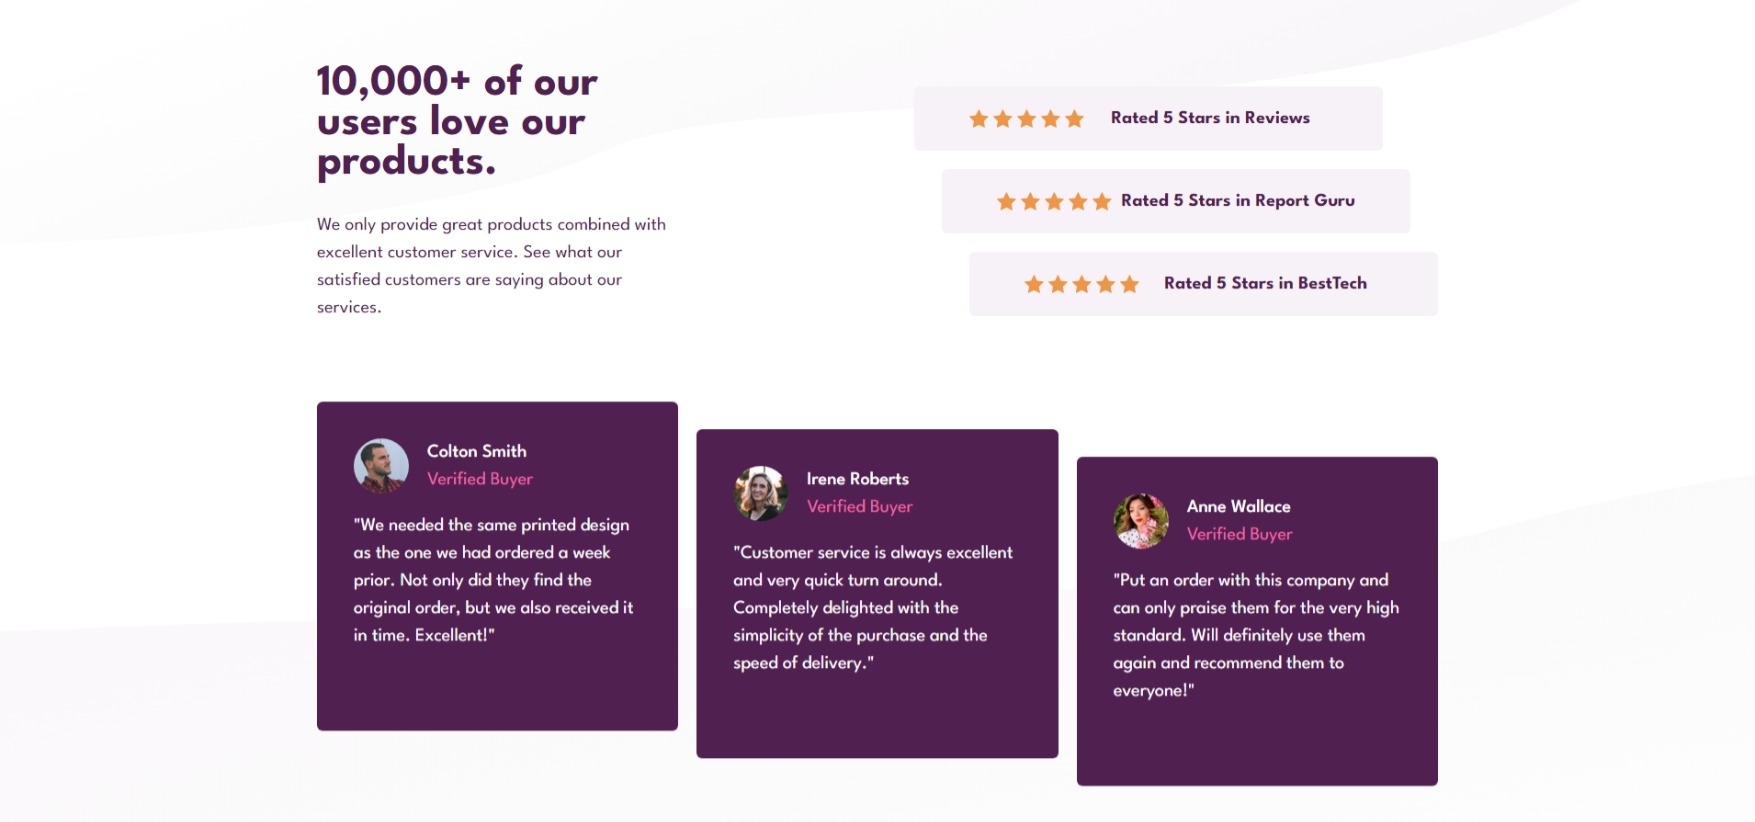 10,000+ of our
users love our
products.
We only provide great products combined with
excellent customer service. See what our
satisfied customers are saying about our
services.
Rated 5 Stars in Reviews
Rated 5 Stars in Report Guru
Rated 5 Stars in BestTech
Colton Smith
Verified Buyer
"We needed the same printed design
as the one we had ordered a week
prior. Not only did they find the
original order, but we also received it
in time. Excellent!"
Irene Roberts
Verified Buyer
"Customer service is always excellent
and very quick turn around.
Completely delighted with the
simplicity of the purchase and the
speed of delivery."
Anne Wallace
Verified Buyer
"Put an order with this company and
can only praise them for the very high
standard. Will definitely use them
again and recommend them to
everyone!"